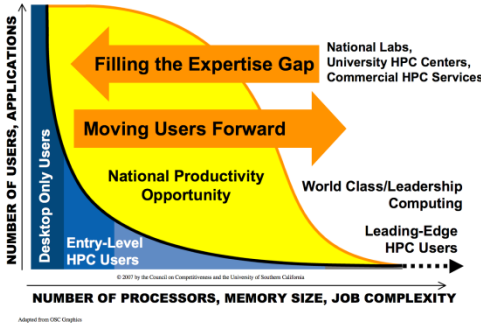 Filling the Expertise Gap
National Labs,
University HPC Centers,
Commercial HPC Services
Moving Users Forward
National Productivity
Opportunity
World Class/Leadership
Computing
Leading-Edge
HPC Users
Desktop Only Users
Entry-Level
HPC Users
NUMBER OF USERS, APPLICATIONS
© 2007 by the Council on Competitiveness and the University of Southern California
NUMBER OF PROCESSORS, MEMORY SIZE, JOB COMPLEXITY
Adapted from OSC Graphics